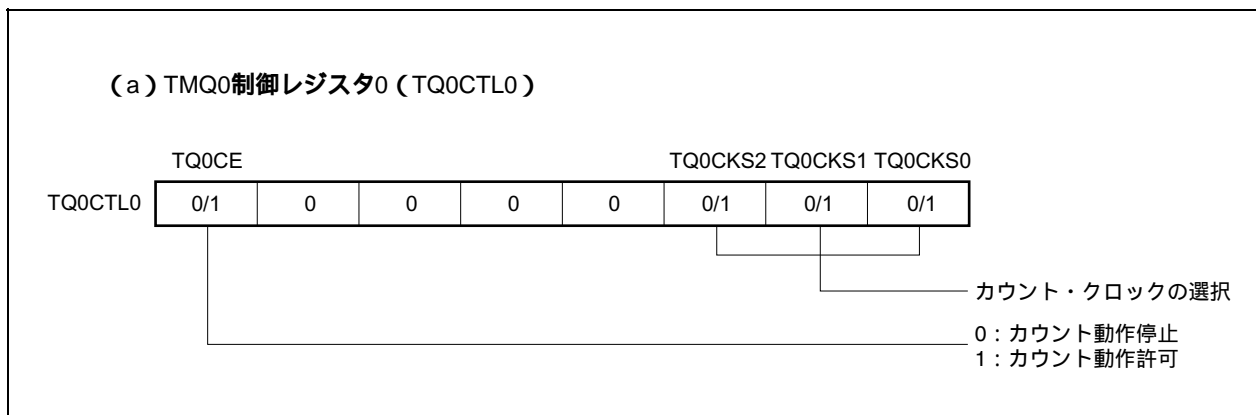 (a)TMQ0制御レジスタ0(TQ0CTL0)
TQ0CE TQ0CKS2 TQ0CKS1 TQ0CKS0
TQ0CTL0 0/1 0 0 0 0 0/1 0/1 0/1
カウント・クロックの選択
0:カウント動作停止
1:カウント動作許可